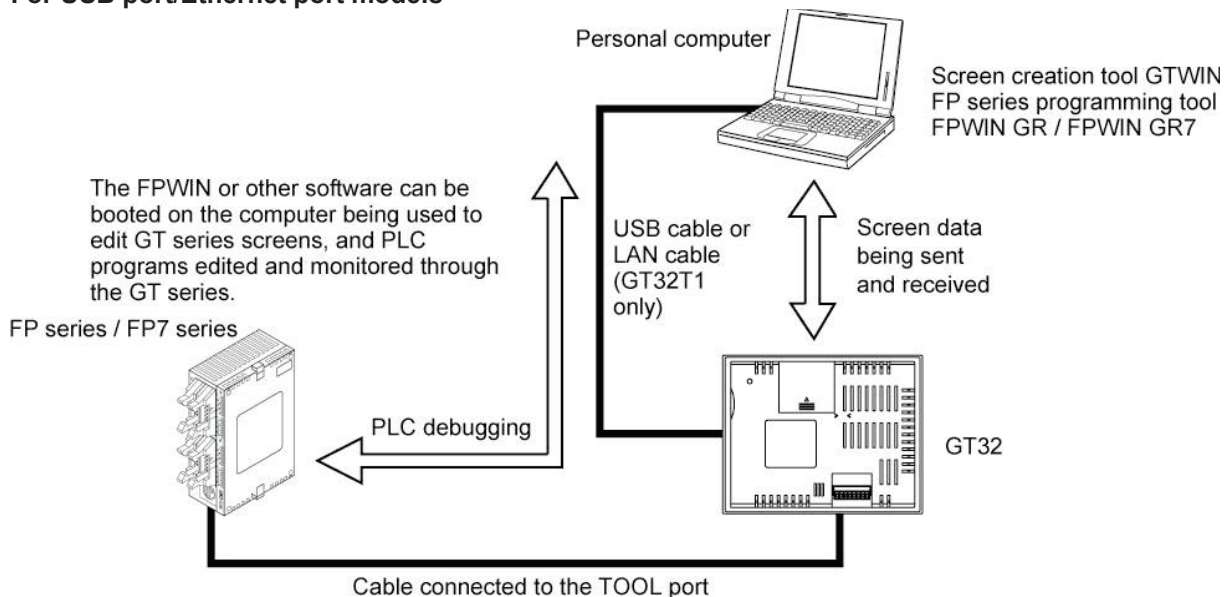 For USB port/Ethernet port models
Personal computer
Screen creation tool GTWIN
FP series programming tool
FPWIN GR / FPWIN GR7
The FPWIN or other software can be
booted on the computer being used to
edit GT series screens, and PLC
programs edited and monitored through
the GT series.
USB cable or
LAN cable
(GT32T1
only)
Screen data
being sent
and received
FP series / FP7 series
PLC debugging
GT32
Cable connected to the TOOL port